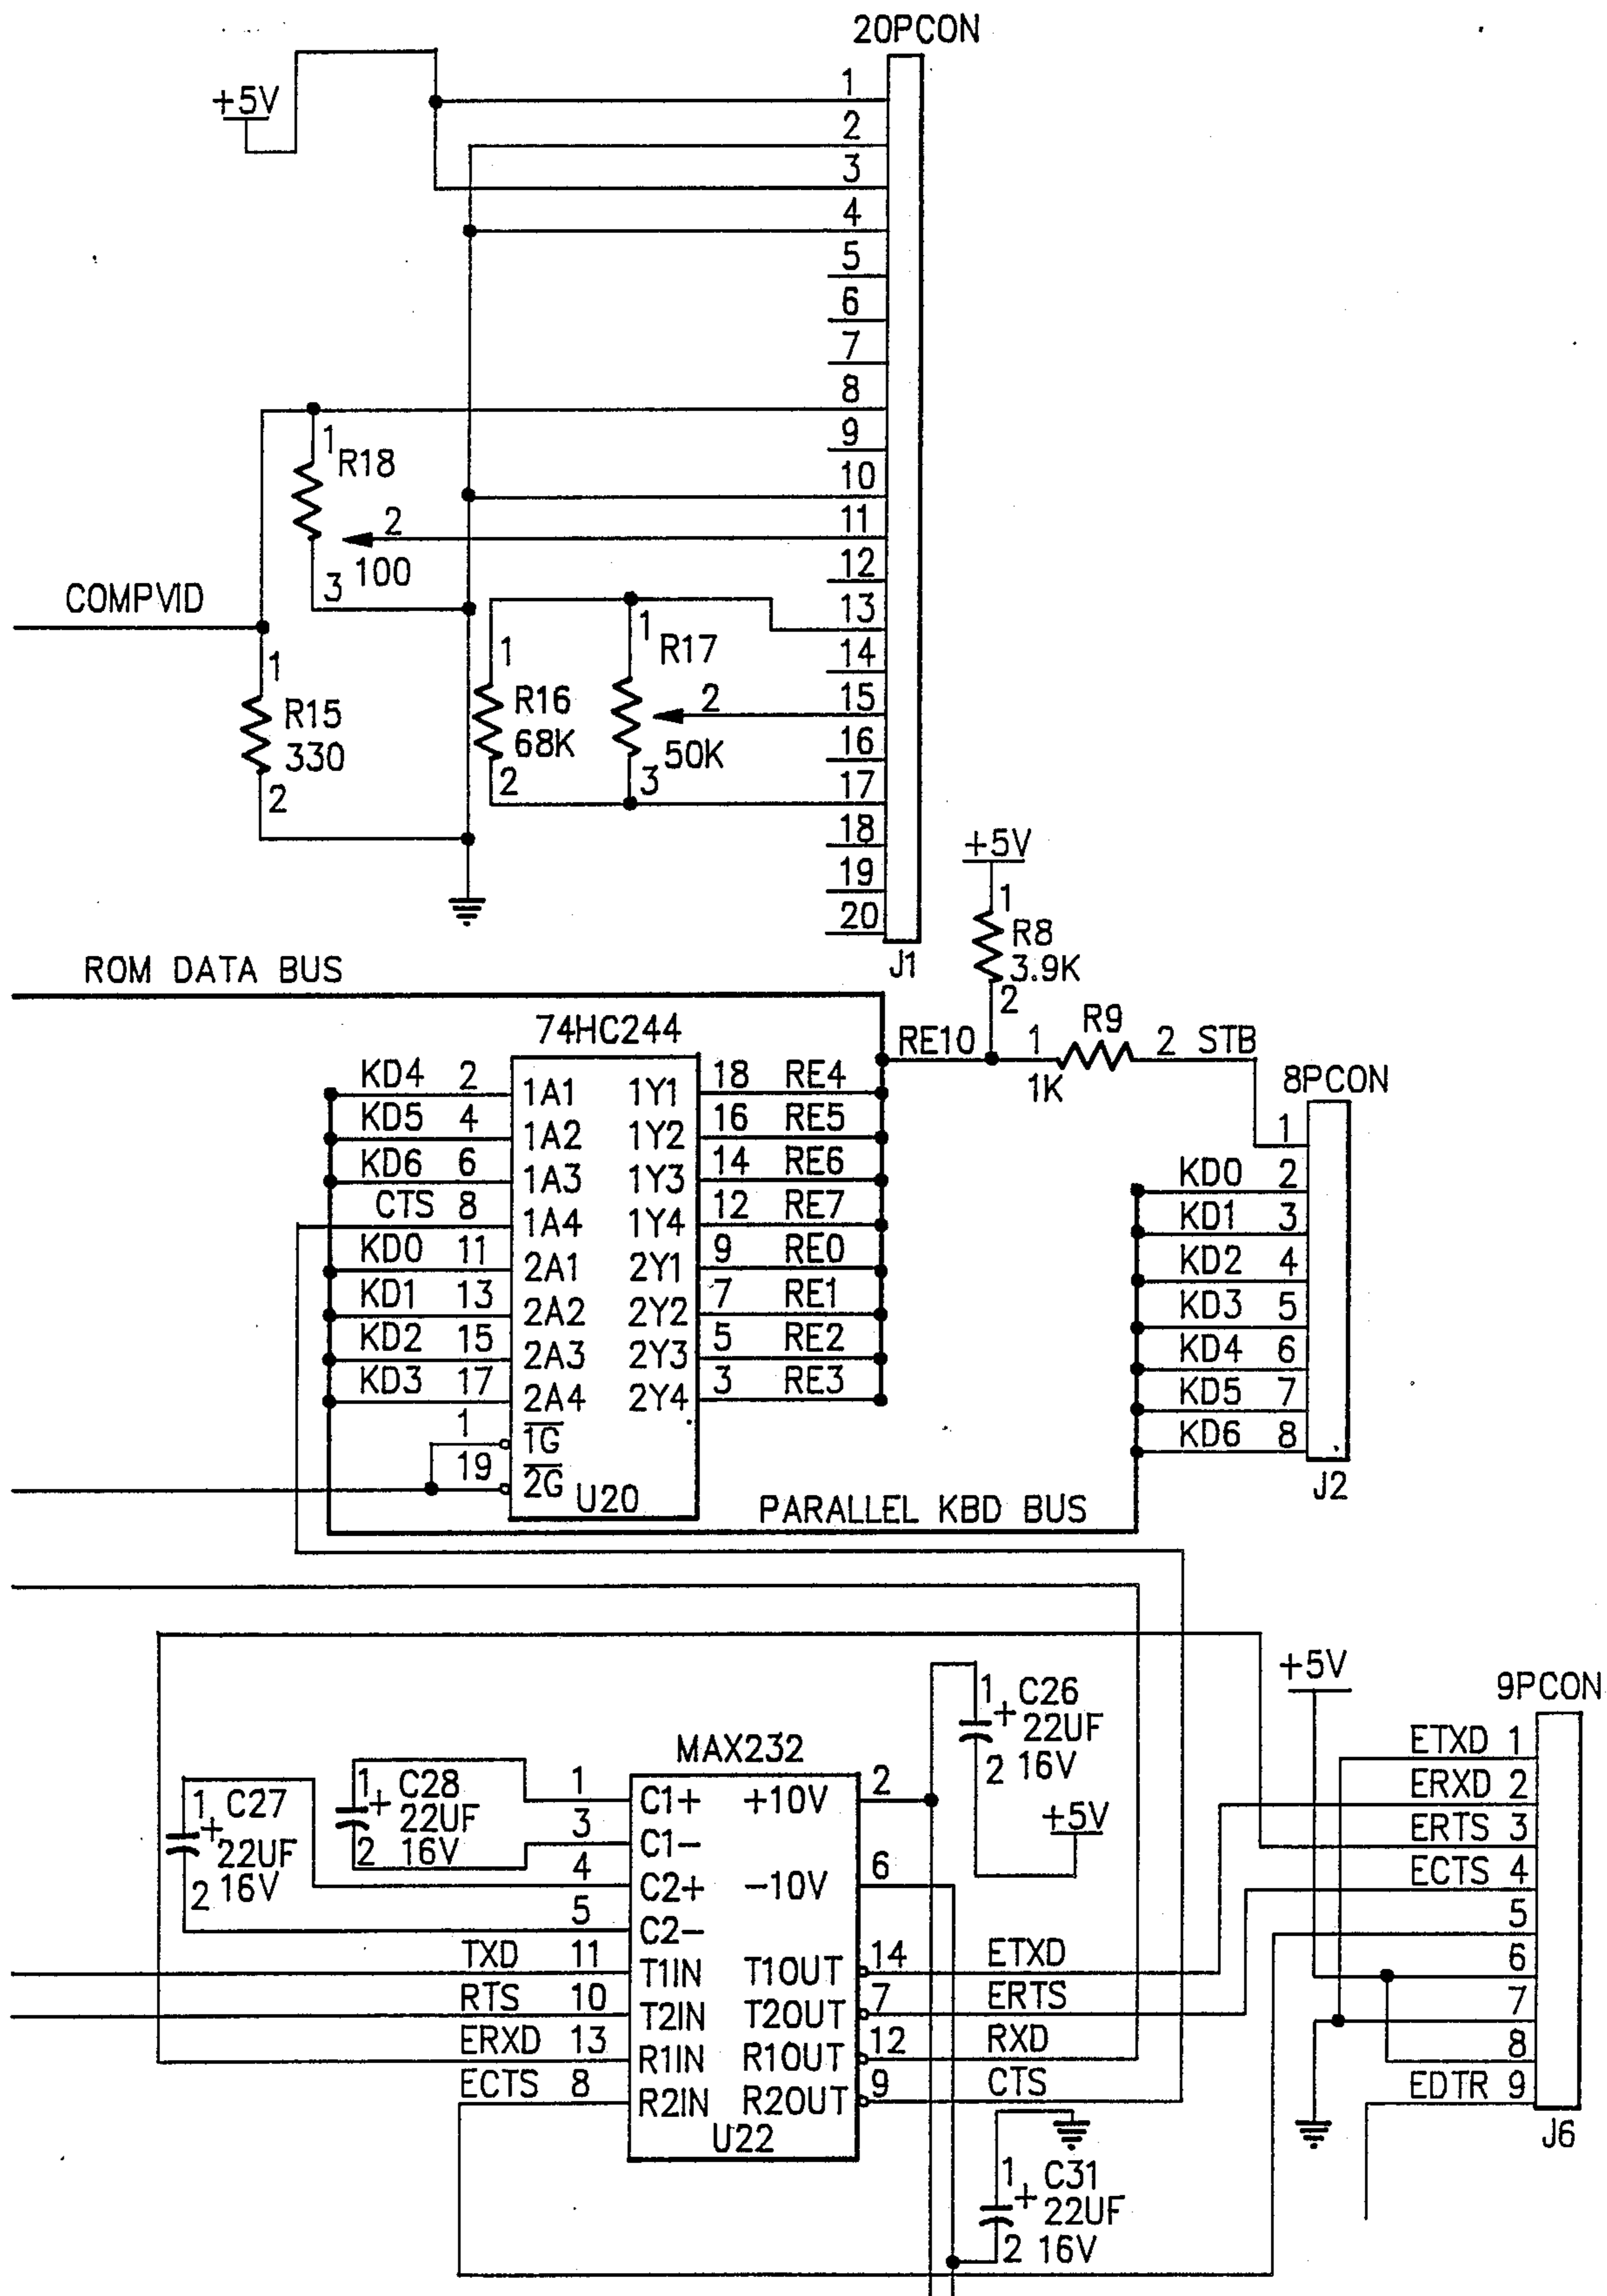 20PCON
+5V
1
2
3
4
5
6
7
8
9
10
11
12
13
14
15
16
17
18
19
20
J1
1
R18
2
100
3
COMPVID
1
R15
330
2
1
R16
68K
2
1
R17
2
50K
3
+5V
1
R8
3.9K
2
ROM DATA BUS
RE10
1
R9
1K
2 STB
8PCON
1
KD0 2
KD1 3
KD2 4
KD3 5
KD4 6
KD5 7
KD6 8
J2
74HC244
KD4 2 1A1 1Y1 18 RE4
KD5 4 1A2 1Y2 16 RE5
KD6 6 1A3 1Y3 14 RE6
CTS 8 1A4 1Y4 12 RE7
KD0 11 2A1 2Y1 9 RE0
KD1 13 2A2 2Y2 7 RE1
KD2 15 2A3 2Y3 5 RE2
KD3 17 2A4 2Y4 3 RE3
1 1G
19 2G
U20
PARALLEL KBD BUS
1 C26
+ 22UF
2 16V
+5V
+5V
9PCON
ETXD 1
ERXD 2
ERTS 3
ECTS 4
5
6
7
8
EDTR 9
J6
MAX232
1 C27
+ 22UF
2 16V
1 C28
+ 22UF
2 16V
1 C1+ +10V 2
3 C1-
4 C2+ -10V 6
5 C2-
TXD 11 T1IN T1OUT 14 ETXD
RTS 10 T2IN T2OUT 7 ERTS
ERXD 13 R1IN R1OUT 12 RXD
ECTS 8 R2IN R2OUT 9 CTS
U22
1 C31
+ 22UF
2 16V